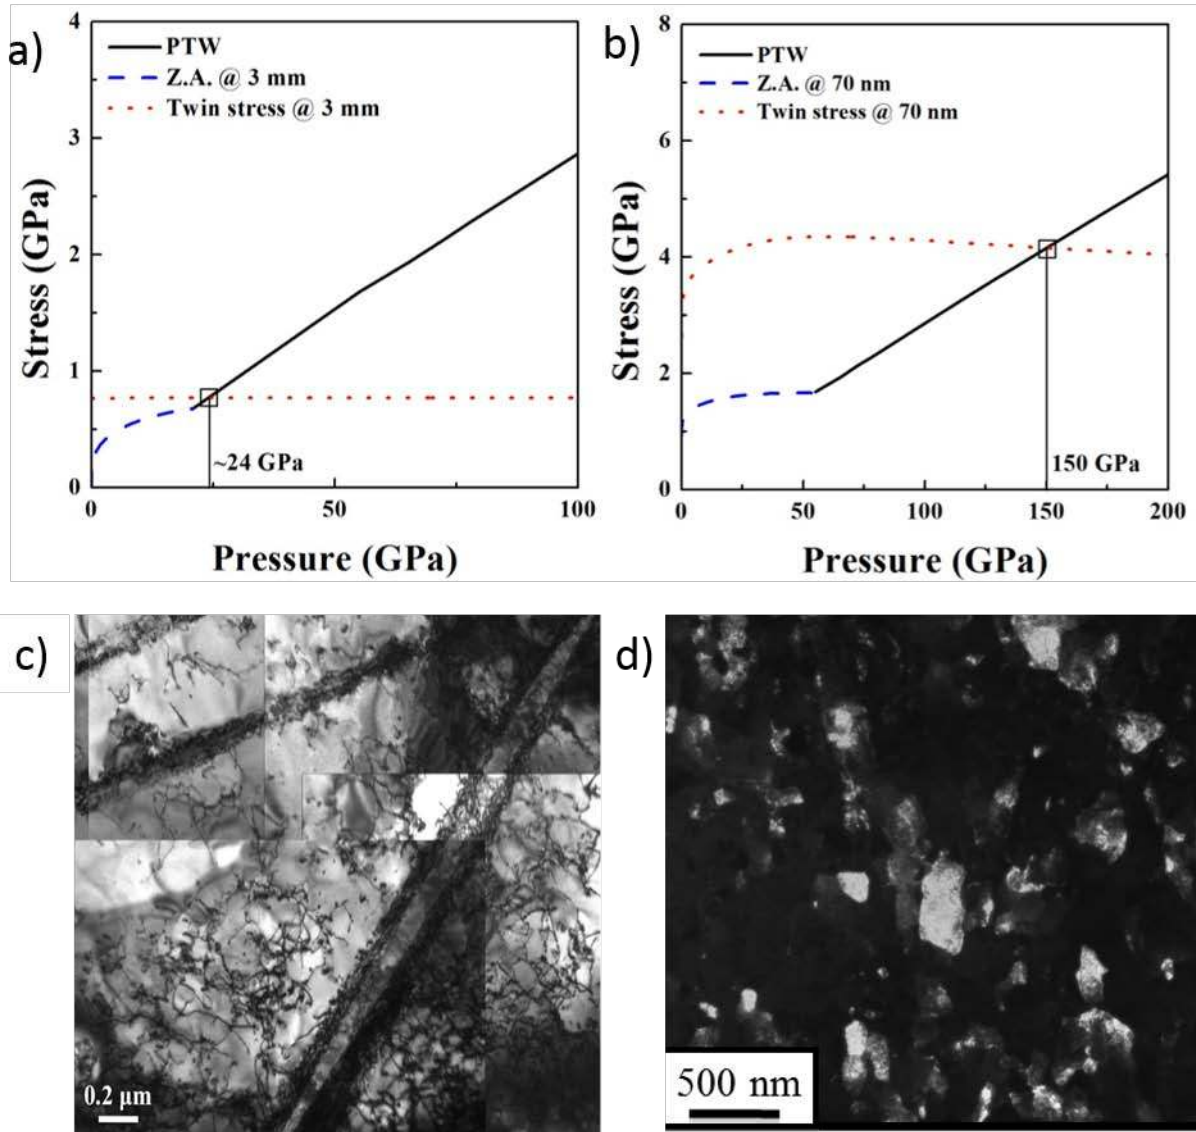 a)
4
3
2
1
0
Stress (GPa)
PTW
Z.A. @ 3 mm
Twin stress @ 3 mm
~24 GPa
0 50 100
Pressure (GPa)
b)
8
6
4
2
0
Stress (GPa)
PTW
Z.A. @ 70 nm
Twin stress @ 70 nm
150 GPa
0 50 100 150 200
Pressure (GPa)
c)
0.2 μm
d)
500 nm